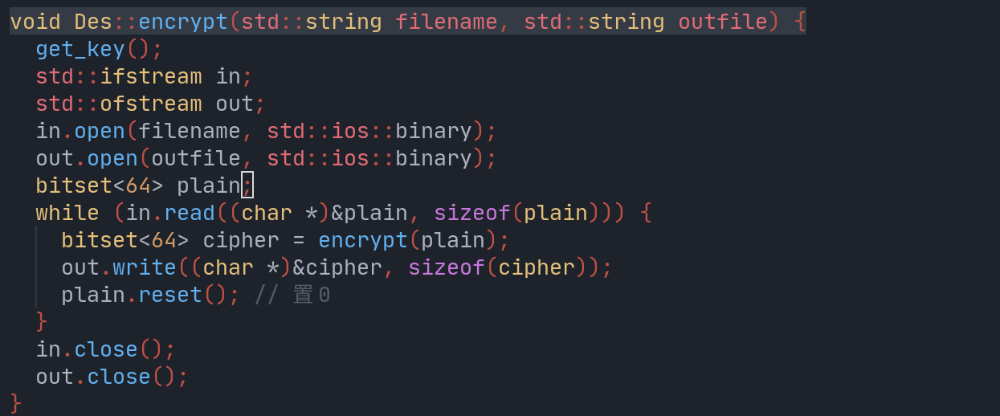 void Des::encrypt(std::string filename, std::string outfile) {
  get_key();
  std::ifstream in;
  std::ofstream out;
  in.open(filename, std::ios::binary);
  out.open(outfile, std::ios::binary);
  bitset<64> plain;
  while (in.read((char *)&plain, sizeof(plain))) {
    bitset<64> cipher = encrypt(plain);
    out.write((char *)&cipher, sizeof(cipher));
    plain.reset(); // 置0
  }
  in.close();
  out.close();
}